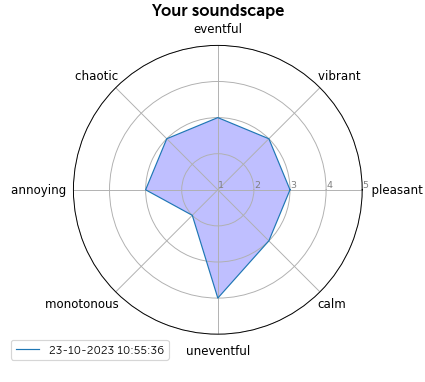 Your soundscape
eventful
chaotic
vibrant
annoying
1
2
3
4
5
pleasant
monotonous
calm
23-10-2023 10:55:36
uneventful